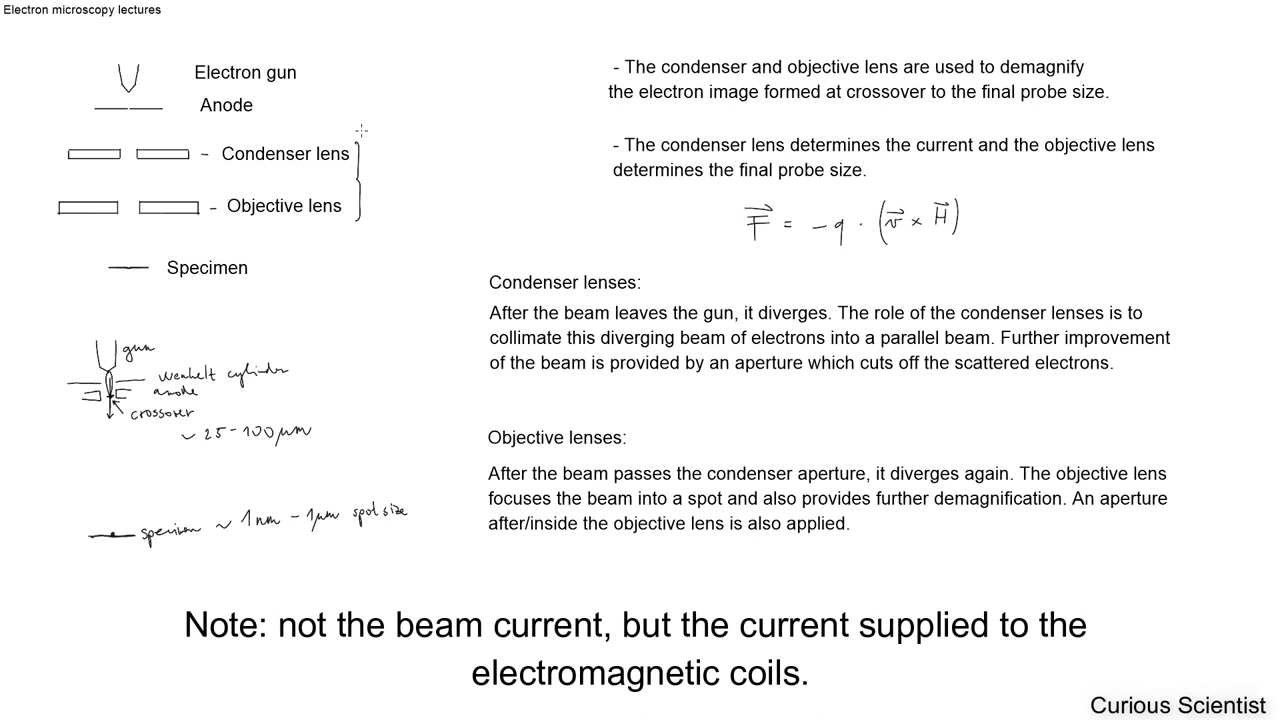 Electron microscopy lectures
Electron gun
Anode
- Condenser lens
- Objective lens
Specimen
gun
Wenhelt cylinder
anode
crossover
~ 25-100 μm
specimen ~ 1nm - 1μm spot size
- The condenser and objective lens are used to demagnify
the electron image formed at crossover to the final probe size.
- The condenser lens determines the current and the objective lens
determines the final probe size.
F⃗ = -q · (v⃗ × H⃗)
Condenser lenses:
After the beam leaves the gun, it diverges. The role of the condenser lenses is to
collimate this diverging beam of electrons into a parallel beam. Further improvement
of the beam is provided by an aperture which cuts off the scattered electrons.
Objective lenses:
After the beam passes the condenser aperture, it diverges again. The objective lens
focuses the beam into a spot and also provides further demagnification. An aperture
after/inside the objective lens is also applied.
Note: not the beam current, but the current supplied to the
electromagnetic coils.
Curious Scientist